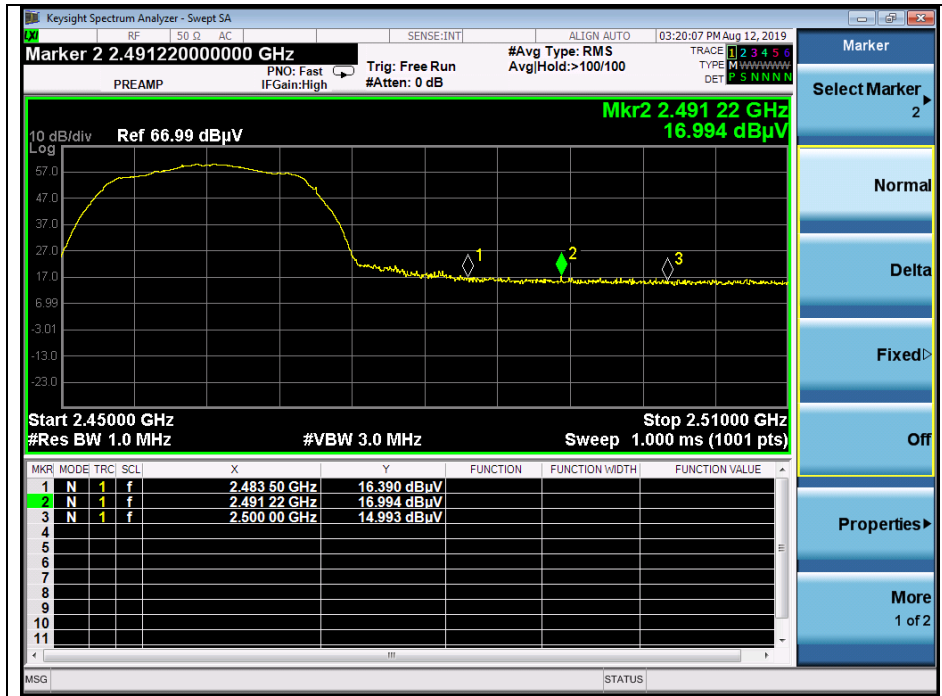 Keysight Spectrum Analyzer - Swept SA
LXI RF 50 Ω AC SENSE:INT ALIGN AUTO 03:20:07 PM Aug 12, 2019
Marker 2 2.491220000000 GHz
PREAMP
PNO: Fast
IFGain:High
Trig: Free Run
#Atten: 0 dB
#Avg Type: RMS
Avg|Hold:>100/100
TRACE 1 2 3 4 5 6
TYPE M WWWWW
DET P S N N N N
Mkr2 2.491 22 GHz
16.994 dBµV
10 dB/div Ref 66.99 dBµV
Log
57.0
47.0
37.0
27.0
17.0
6.99
-3.01
-13.0
-23.0
1
2
3
Start 2.45000 GHz Stop 2.51000 GHz
#Res BW 1.0 MHz #VBW 3.0 MHz Sweep 1.000 ms (1001 pts)
MKR MODE TRC SCL X Y FUNCTION FUNCTION WIDTH FUNCTION VALUE
1 N 1 f 2.483 50 GHz 16.390 dBµV
2 N 1 f 2.491 22 GHz 16.994 dBµV
3 N 1 f 2.500 00 GHz 14.993 dBµV
4
5
6
7
8
9
10
11
MSG STATUS
Marker
Select Marker
2
Normal
Delta
Fixed
Off
Properties
More
1 of 2